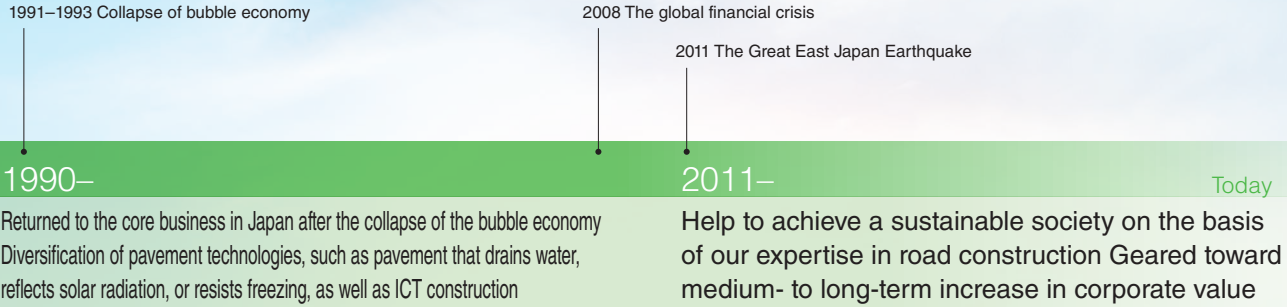 1991–1993 Collapse of bubble economy
2008 The global financial crisis
2011 The Great East Japan Earthquake
1990–
2011–
Today
Returned to the core business in Japan after the collapse of the bubble economy
Diversification of pavement technologies, such as pavement that drains water,
reflects solar radiation, or resists freezing, as well as ICT construction
Help to achieve a sustainable society on the basis
of our expertise in road construction Geared toward
medium- to long-term increase in corporate value